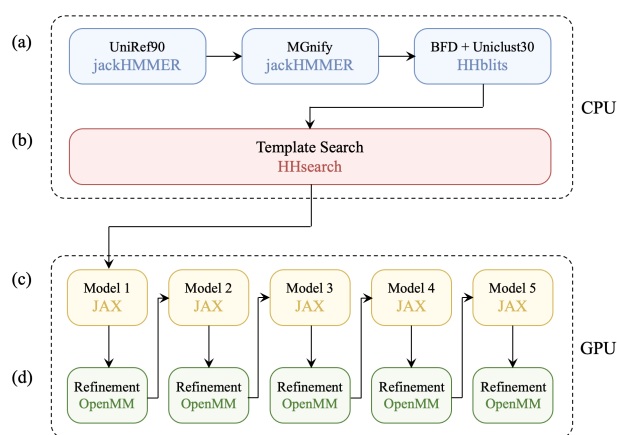 (a)
UniRef90
jackHMMER
MGnify
jackHMMER
BFD + Uniclust30
HHblits
CPU
(b)
Template Search
HHsearch
(c)
Model 1
JAX
Model 2
JAX
Model 3
JAX
Model 4
JAX
Model 5
JAX
GPU
(d)
Refinement
OpenMM
Refinement
OpenMM
Refinement
OpenMM
Refinement
OpenMM
Refinement
OpenMM